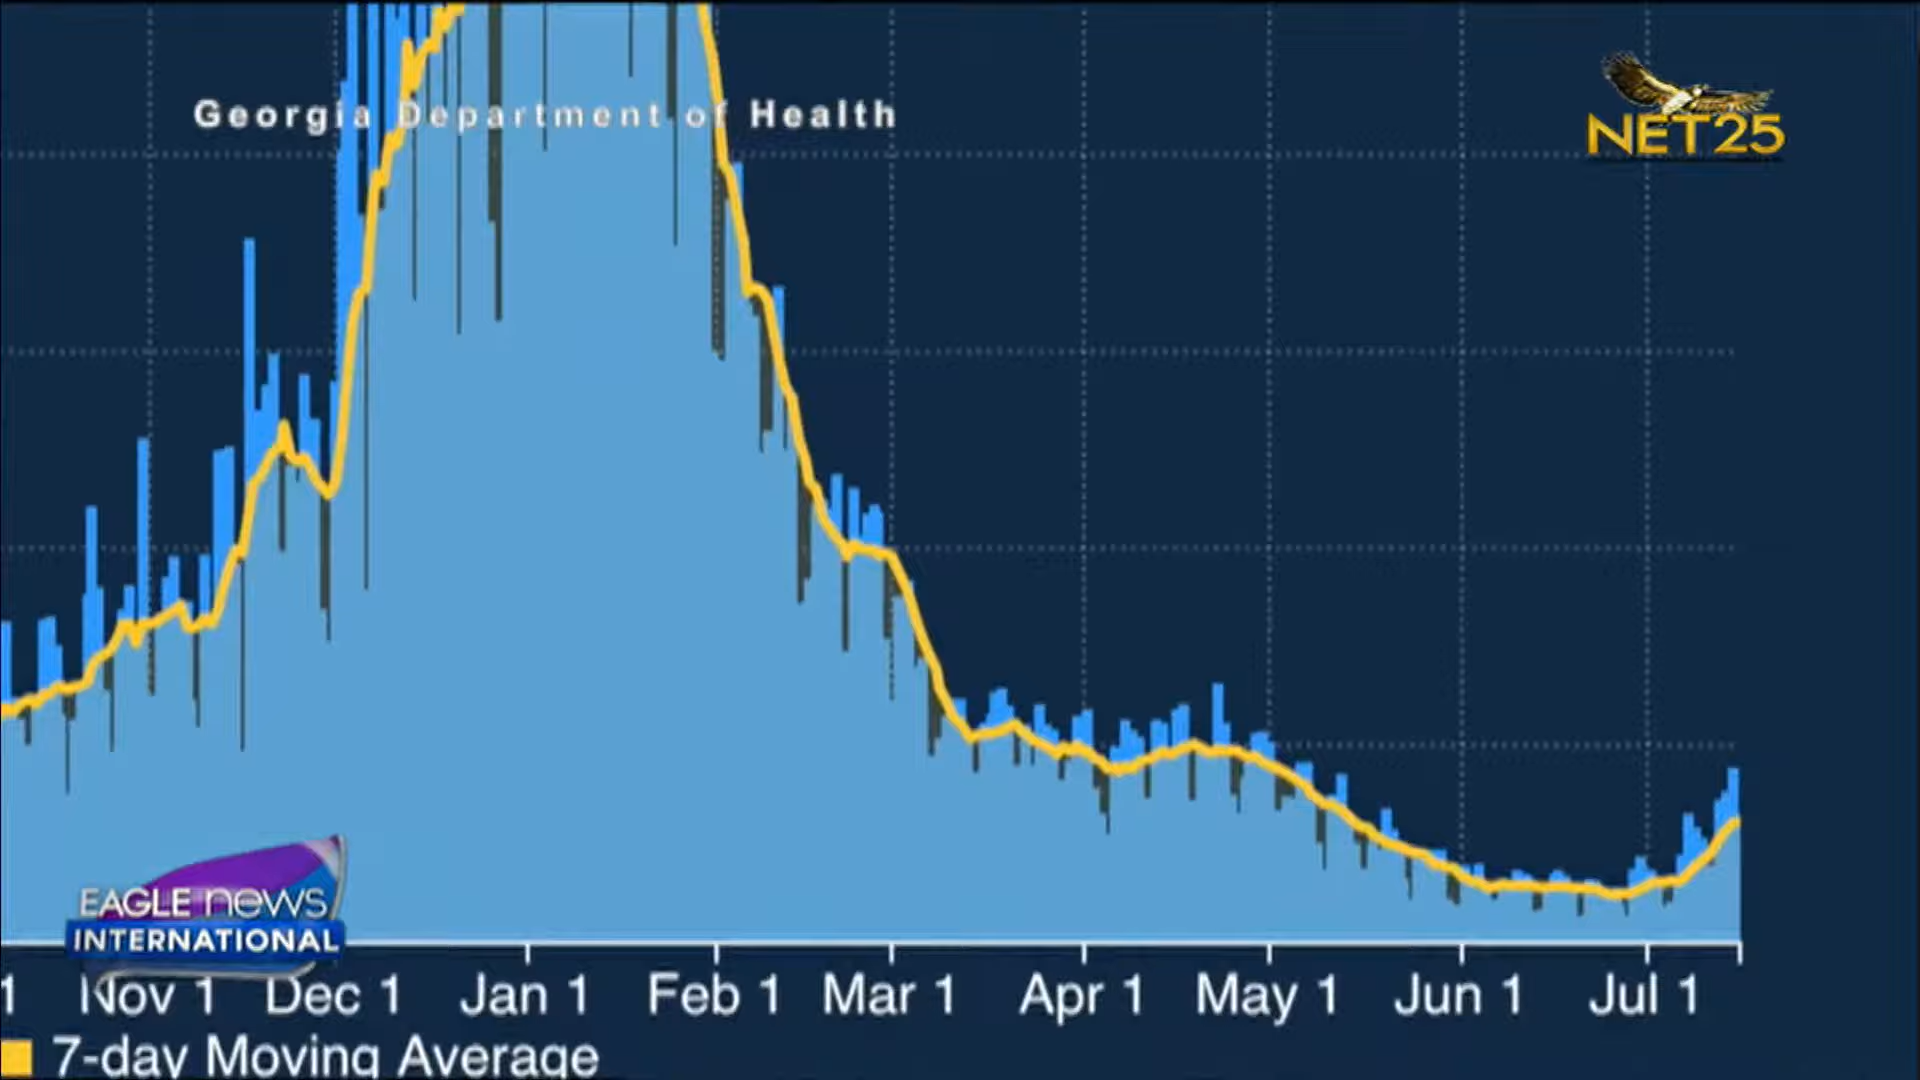 Georgia Department of Health
NET25
EAGLE news
INTERNATIONAL
1 Nov 1 Dec 1 Jan 1 Feb 1 Mar 1 Apr 1 May 1 Jun 1 Jul 1
7-day Moving Average